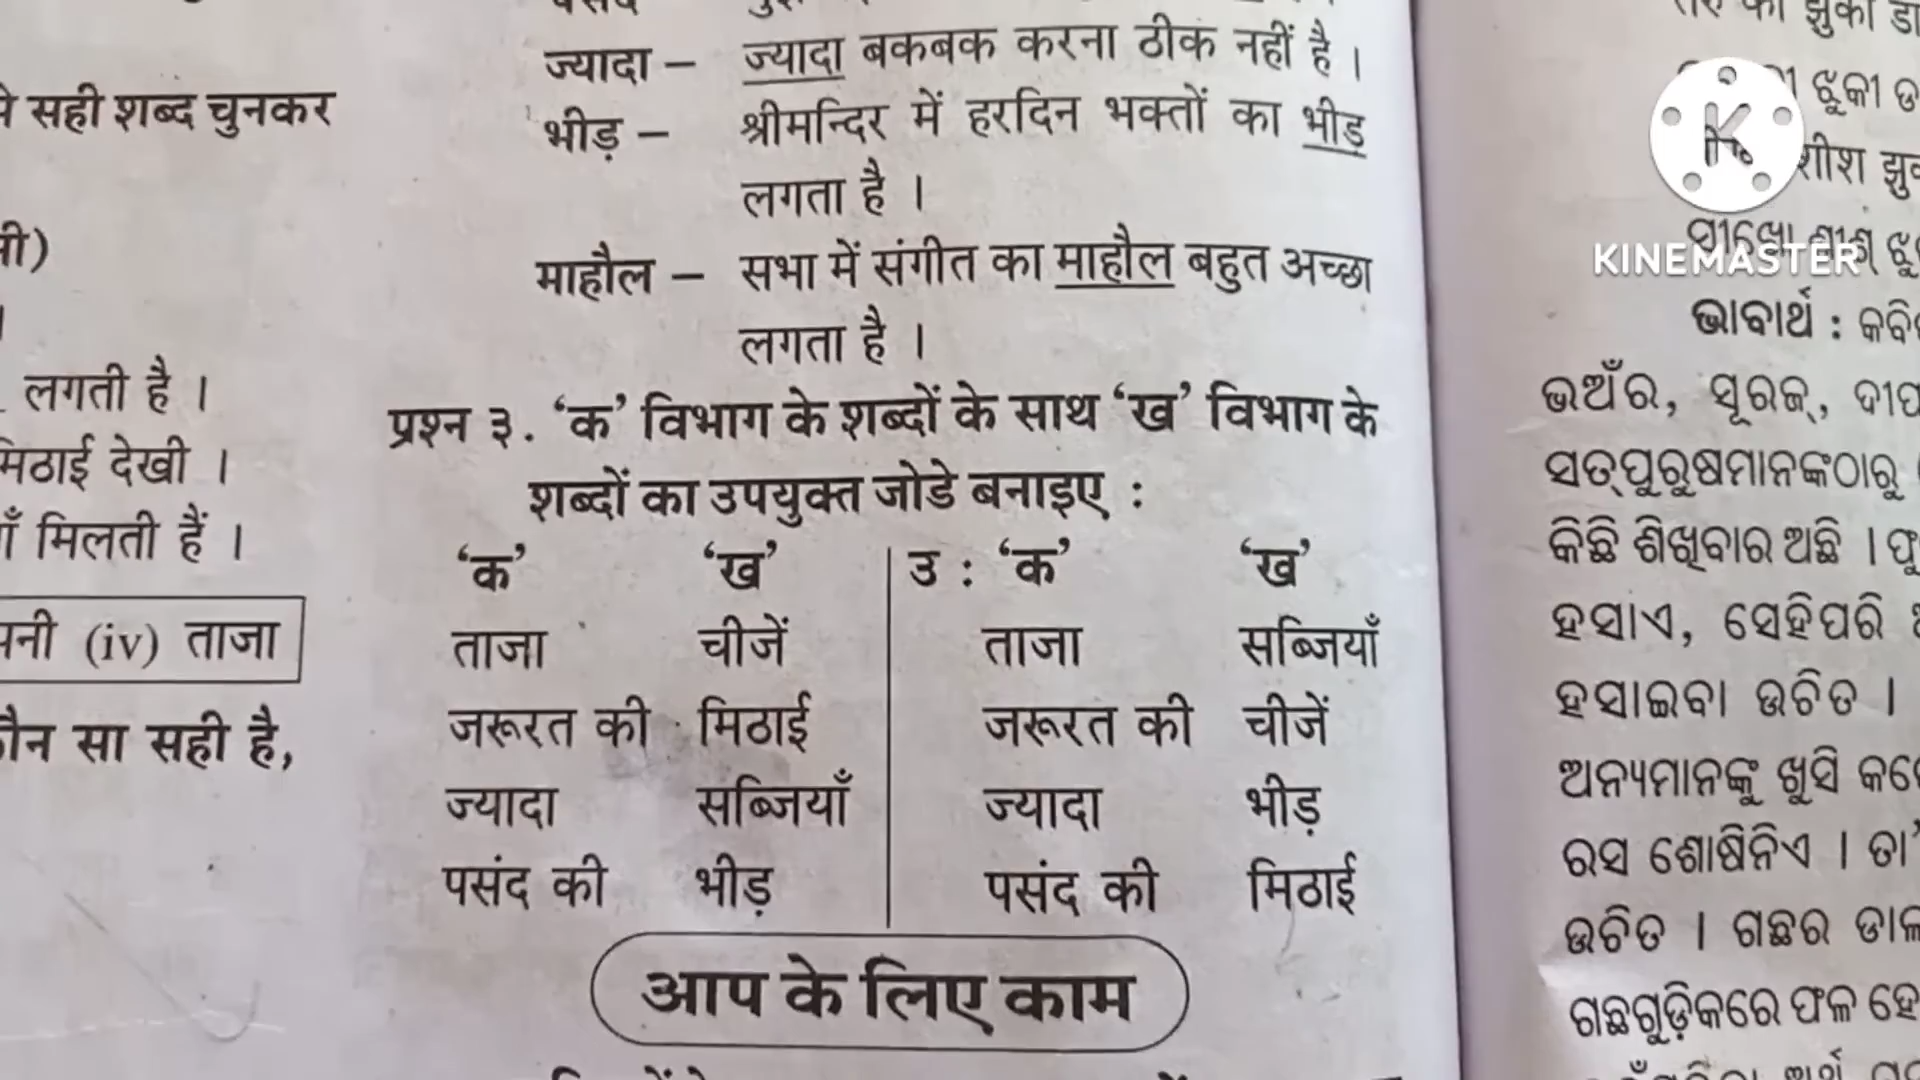 से सही शब्द चुनकर
लगती है ।
मिठाई देखी ।
मिलती हैं ।
(iv) ताजा
कौन सा सही है,
ज्यादा – ज्यादा बकबक करना ठीक नहीं है ।
भीड़ – श्रीमन्दिर में हरदिन भक्तों का भीड़
लगता है ।
माहौल – सभा में संगीत का माहौल बहुत अच्छा
लगता है ।
प्रश्न ३. ‘क’ विभाग के शब्दों के साथ ‘ख’ विभाग के
शब्दों का उपयुक्त जोडे बनाइए :
‘क’ ‘ख’ उ : ‘क’ ‘ख’
ताजा चीजें ताजा सब्जियाँ
जरूरत की मिठाई जरूरत की चीजें
ज्यादा सब्जियाँ ज्यादा भीड़
पसंद की भीड़ पसंद की मिठाई
आप के लिए काम
KINEMASTER
ଭାବାର୍ଥ :
ଭଅଁର, ସୂରଜ୍,
ସତ୍‌ପୁରୁଷମାନଙ୍କଠାରୁ
କିଛି ଶିଖିବାର ଅଛି ।
ହସାଏ, ସେହିପରି
ହସାଇବା ଉଚିତ ।
ଅନ୍ୟମାନଙ୍କୁ ଖୁସି
ରସ ଶୋଷିନିଏ ।
ଉଚିତ । ଗଛର
ଗଛଗୁଡ଼ିକରେ ଫଳ